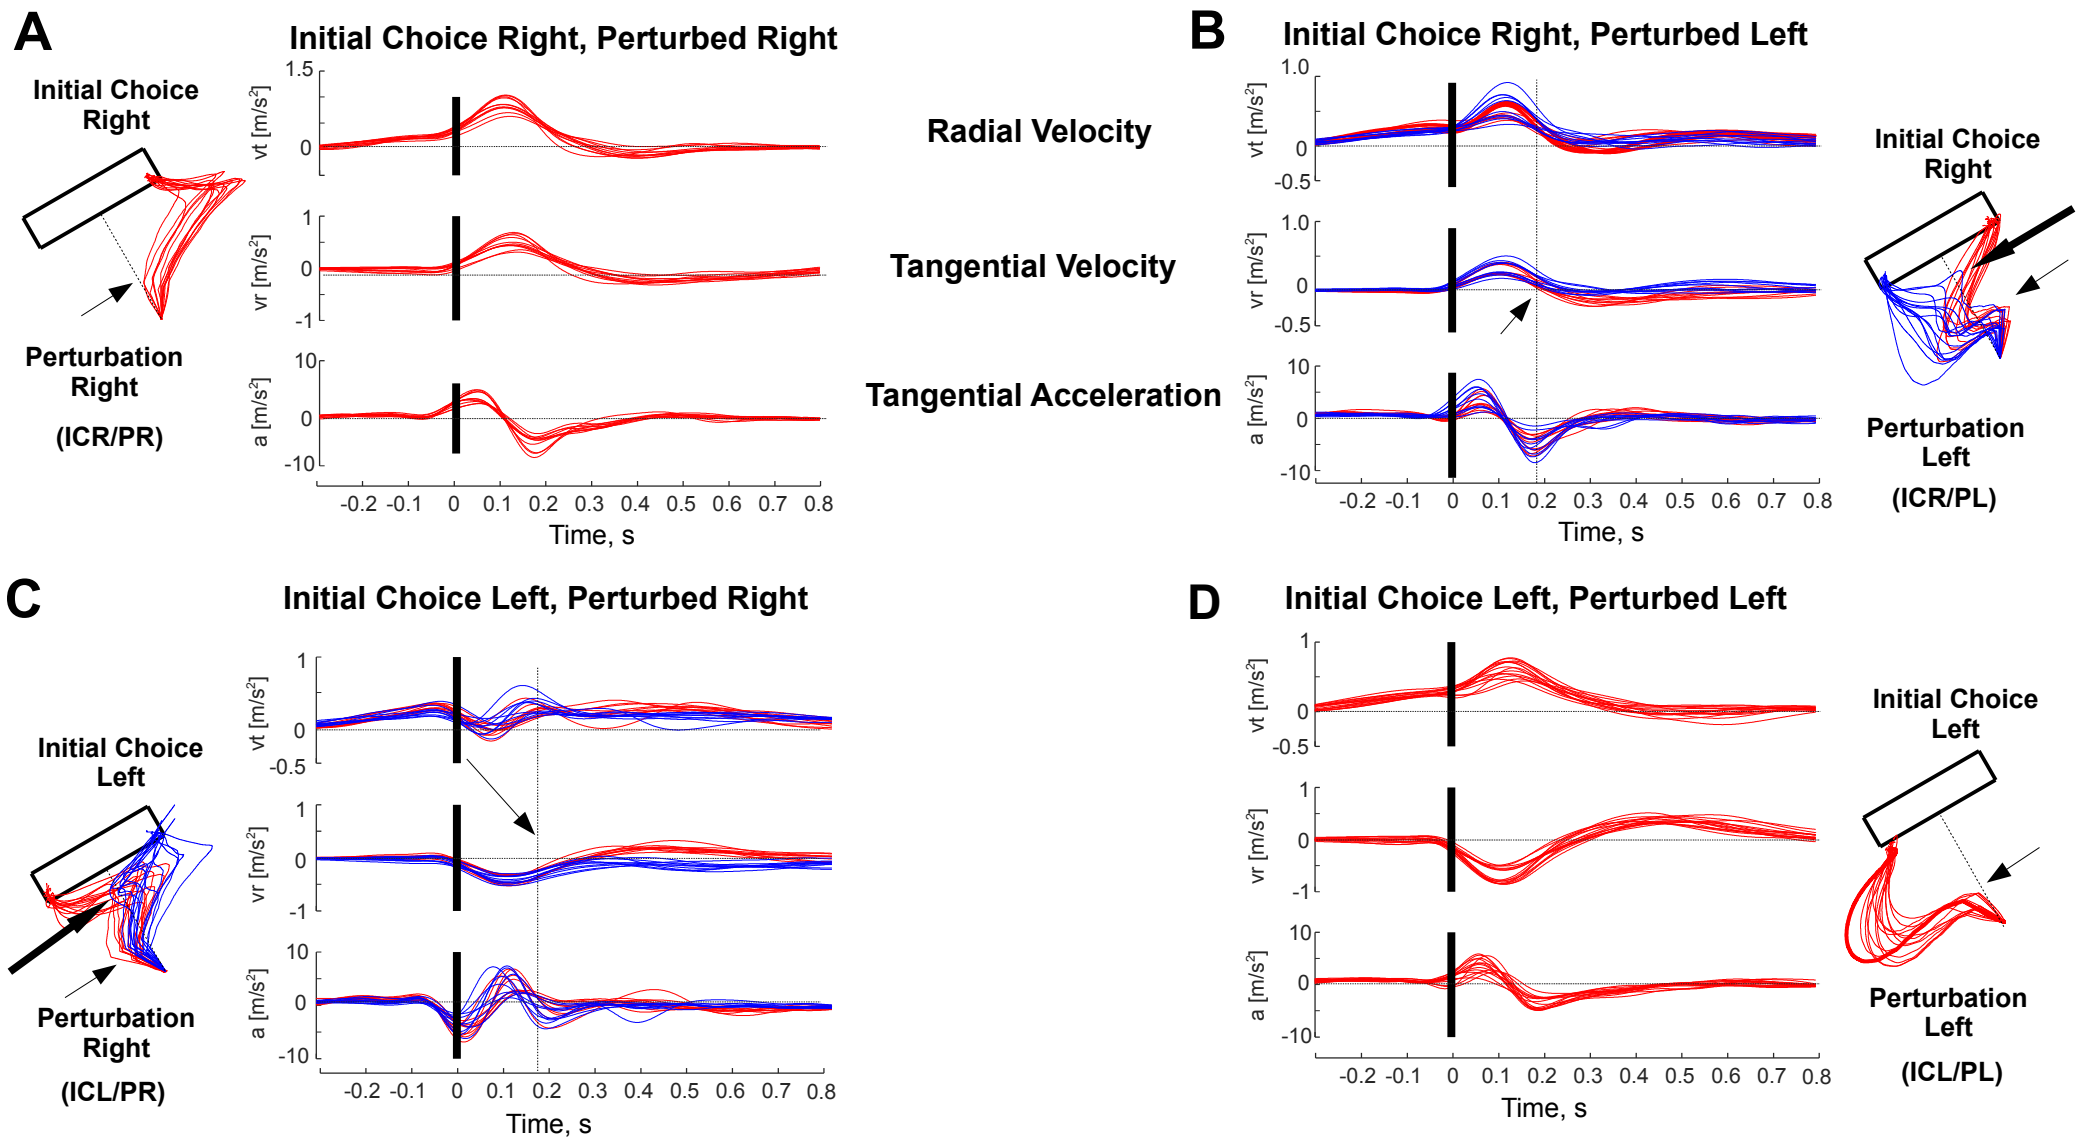 A
Initial Choice Right, Perturbed Right
Initial Choice
Right
Perturbation
Right
(ICR/PR)
1.5
0
vt [m/s²]
1
0
-1
vr [m/s²]
10
0
-10
a [m/s²]
-0.2 -0.1 0 0.1 0.2 0.3 0.4 0.5 0.6 0.7 0.8
Time, s
Radial Velocity
Tangential Velocity
Tangential Acceleration
B
Initial Choice Right, Perturbed Left
1.0
0
-0.5
vt [m/s²]
1.0
0
-0.5
vr [m/s²]
10
0
-10
a [m/s²]
-0.2 -0.1 0 0.1 0.2 0.3 0.4 0.5 0.6 0.7 0.8
Time, s
Initial Choice
Right
Perturbation
Left
(ICR/PL)
C
Initial Choice Left, Perturbed Right
Initial Choice
Left
Perturbation
Right
(ICL/PR)
1
0
-0.5
vt [m/s²]
1
0
-1
vr [m/s²]
10
0
-10
a [m/s²]
-0.2 -0.1 0 0.1 0.2 0.3 0.4 0.5 0.6 0.7 0.8
Time, s
D
Initial Choice Left, Perturbed Left
1
0
-0.5
vt [m/s²]
1
0
-1
vr [m/s²]
10
0
-10
a [m/s²]
-0.2 -0.1 0 0.1 0.2 0.3 0.4 0.5 0.6 0.7 0.8
Time, s
Initial Choice
Left
Perturbation
Left
(ICL/PL)